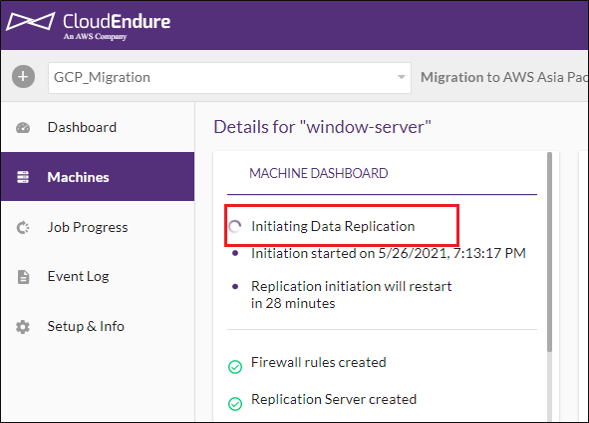 CloudEndure
An AWS Company
GCP_Migration
Migration to AWS Asia Pac
Dashboard
Machines
Job Progress
Event Log
Setup & Info
Details for "window-server"
MACHINE DASHBOARD
Initiating Data Replication
Initiation started on 5/26/2021, 7:13:17 PM
Replication initiation will restart
in 28 minutes
Firewall rules created
Replication Server created